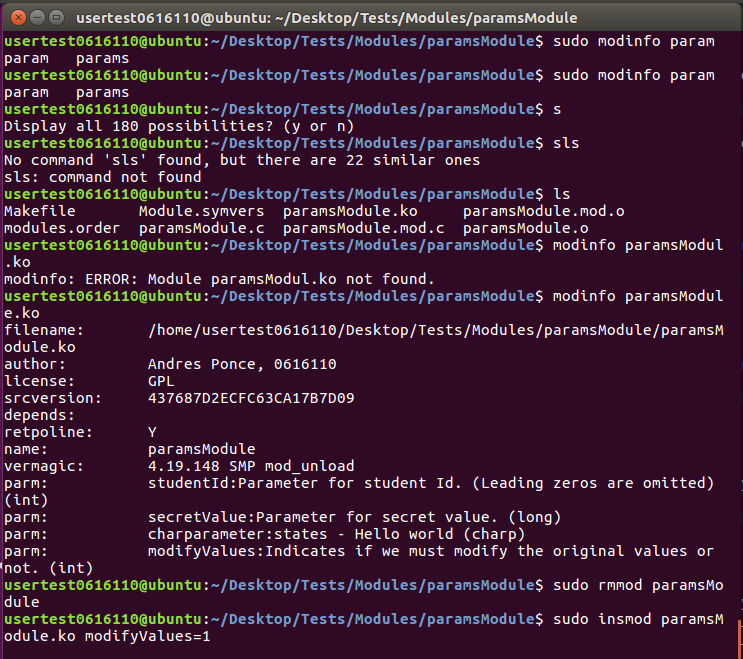 usertest0616110@ubuntu: ~/Desktop/Tests/Modules/paramsModule
usertest0616110@ubuntu:~/Desktop/Tests/Modules/paramsModule$ sudo modinfo param
param   params
usertest0616110@ubuntu:~/Desktop/Tests/Modules/paramsModule$ sudo modinfo param
param   params
usertest0616110@ubuntu:~/Desktop/Tests/Modules/paramsModule$ s
Display all 180 possibilities? (y or n)
usertest0616110@ubuntu:~/Desktop/Tests/Modules/paramsModule$ sls
No command 'sls' found, but there are 22 similar ones
sls: command not found
usertest0616110@ubuntu:~/Desktop/Tests/Modules/paramsModule$ ls
Makefile       Module.symvers  paramsModule.ko     paramsModule.mod.o
modules.order  paramsModule.c  paramsModule.mod.c  paramsModule.o
usertest0616110@ubuntu:~/Desktop/Tests/Modules/paramsModule$ modinfo paramsModul
.ko
modinfo: ERROR: Module paramsModul.ko not found.
usertest0616110@ubuntu:~/Desktop/Tests/Modules/paramsModule$ modinfo paramsModul
e.ko
filename:       /home/usertest0616110/Desktop/Tests/Modules/paramsModule/paramsM
odule.ko
author:         Andres Ponce, 0616110
license:        GPL
srcversion:     437687D2ECFC63CA17B7D09
depends:
retpoline:      Y
name:           paramsModule
vermagic:       4.19.148 SMP mod_unload
parm:           studentId:Parameter for student Id. (Leading zeros are omitted)
(int)
parm:           secretValue:Parameter for secret value. (long)
parm:           charparameter:states - Hello world (charp)
parm:           modifyValues:Indicates if we must modify the original values or
not. (int)
usertest0616110@ubuntu:~/Desktop/Tests/Modules/paramsModule$ sudo rmmod paramsMo
dule
usertest0616110@ubuntu:~/Desktop/Tests/Modules/paramsModule$ sudo insmod paramsM
odule.ko modifyValues=1